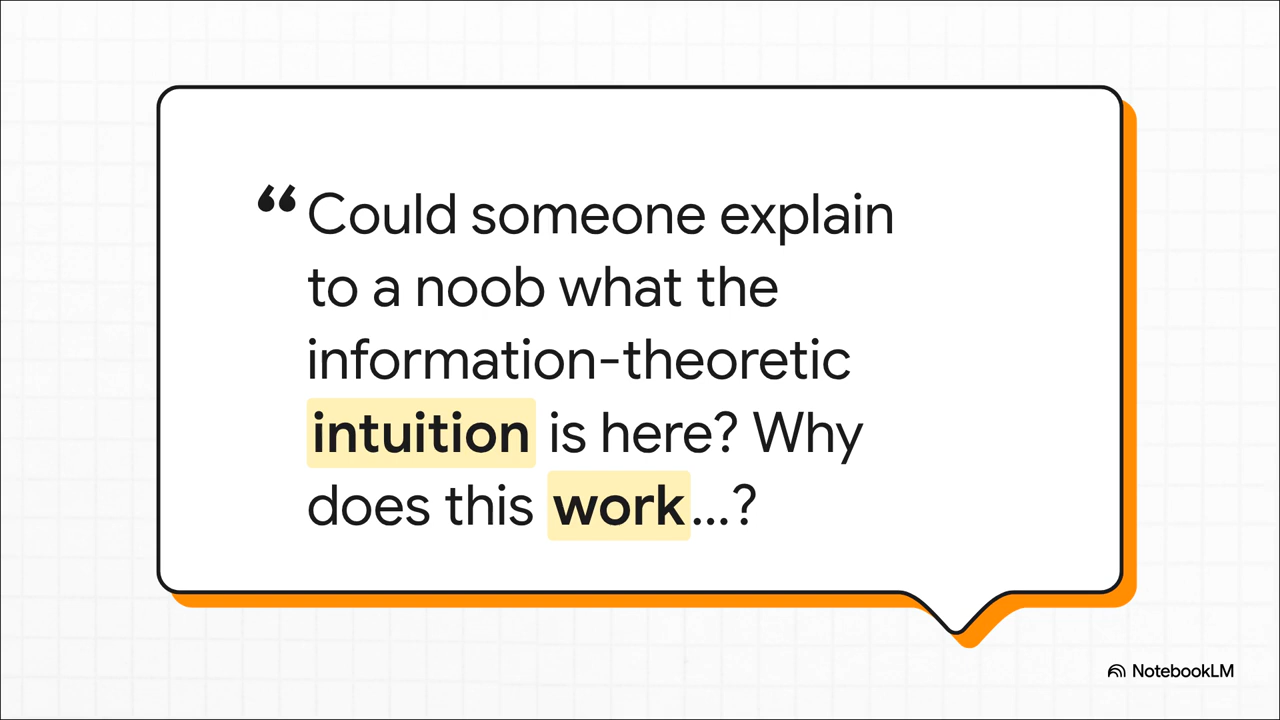 “Could someone explain
to a noob what the
information-theoretic
intuition is here? Why
does this work...?
NotebookLM